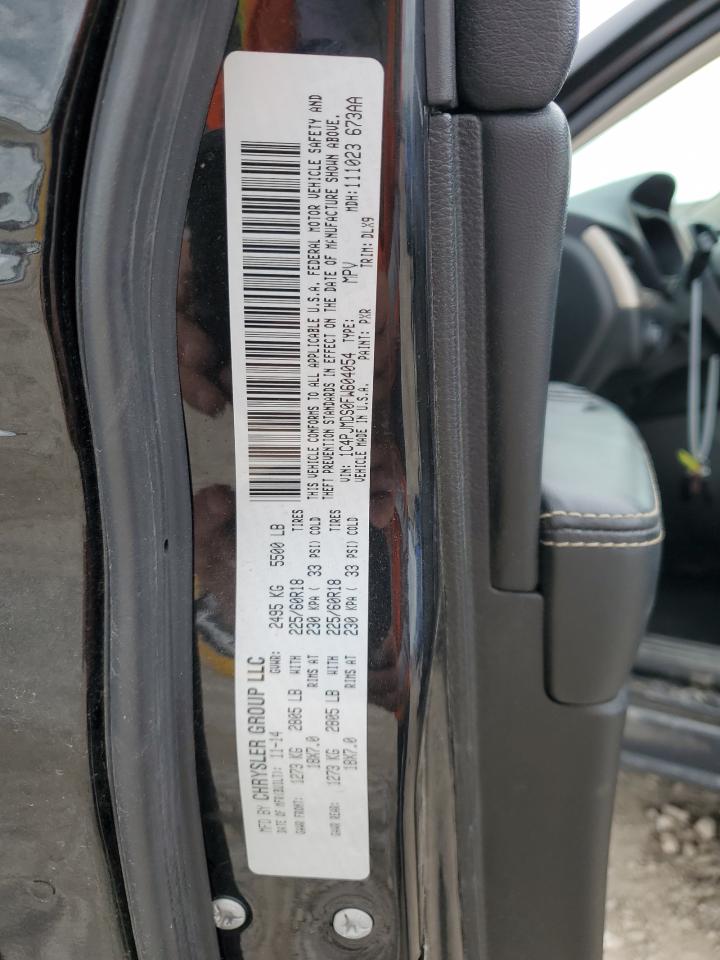 MFD BY CHRYSLER GROUP LLC
DATE OF MFR(BUILT): 11-14 GVWR: 2495 KG 5500 LB
GAWR FRONT: 1273 KG 2805 LB WITH 225/60R18 TIRES
18X7.0 RIMS AT 230 KPA ( 33 PSI) COLD
GAWR REAR: 1273 KG 2805 LB WITH 225/60R18 TIRES
18X7.0 RIMS AT 230 KPA ( 33 PSI) COLD
THIS VEHICLE CONFORMS TO ALL APPLICABLE U.S.A. FEDERAL MOTOR VEHICLE SAFETY AND
THEFT PREVENTION STANDARDS IN EFFECT ON THE DATE OF MANUFACTURE SHOWN ABOVE.
VIN: 1C4PJMDS0FW604054 TYPE: MPV MDH: 111023 673AA
VEHICLE MADE IN U.S.A. PAINT: PXR TRIM: DLX9